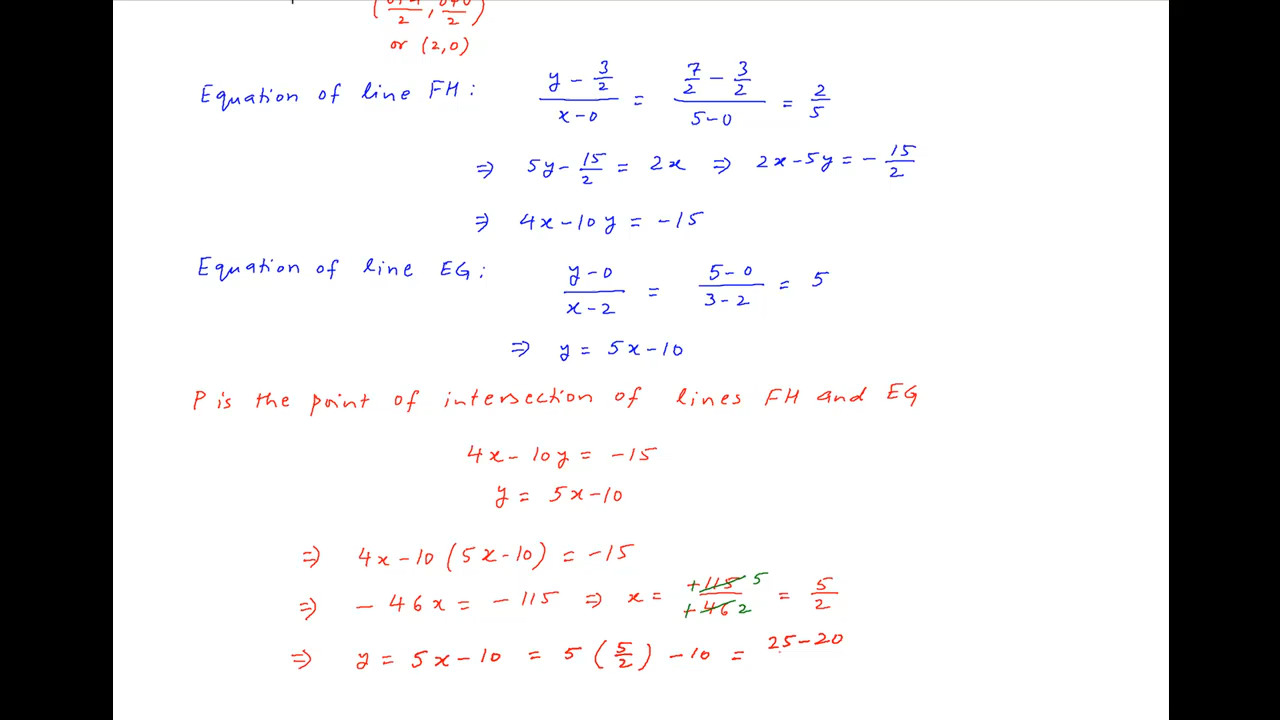 2 , 2
or (2,0)
Equation of line FH: (y - 3/2)/(x-0) = (7/2 - 3/2)/(5-0) = 2/5
⇒ 5y - 15/2 = 2x ⇒ 2x-5y = - 15/2
⇒ 4x-10y = -15
Equation of line EG: (y-0)/(x-2) = (5-0)/(3-2) = 5
⇒ y = 5x-10
P is the point of intersection of lines FH and EG
4x-10y = -15
y = 5x-10
⇒ 4x-10(5x-10) = -15
⇒ -46x = -115 ⇒ x = +115 5/+46 2 = 5/2
⇒ y = 5x-10 = 5(5/2) -10 = 25-20